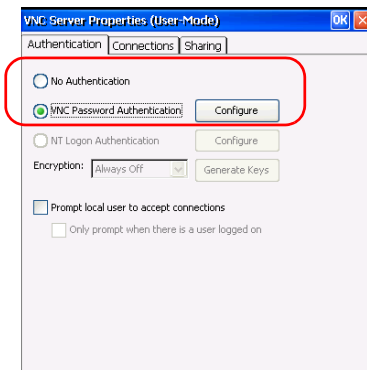 VNC Server Properties (User-Mode) OK
Authentication Connections Sharing
No Authentication
VNC Password Authentication Configure
NT Logon Authentication Configure
Encryption: Always Off Generate Keys
Prompt local user to accept connections
Only prompt when there is a user logged on